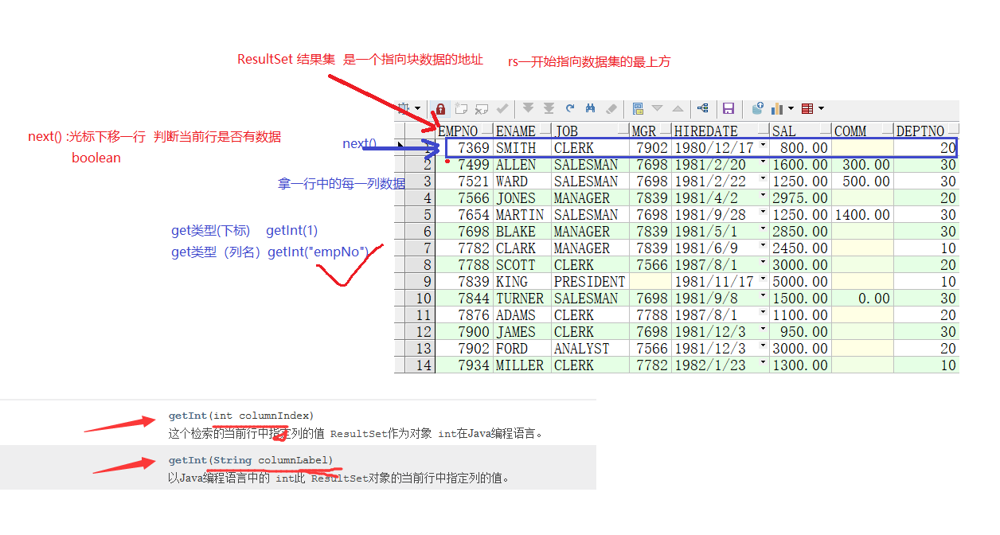 ResultSet 结果集 是一个指向块数据的地址 rs一开始指向数据集的最上方
next() :光标下移一行 判断当前行是否有数据
boolean
next()
拿一行中的每一列数据
get类型(下标) getInt(1)
get类型（列名）getInt("empNo")
EMPNO ENAME JOB MGR HIREDATE SAL COMM DEPTNO
1 7369 SMITH CLERK 7902 1980/12/17 800.00 20
2 7499 ALLEN SALESMAN 7698 1981/2/20 1600.00 300.00 30
3 7521 WARD SALESMAN 7698 1981/2/22 1250.00 500.00 30
4 7566 JONES MANAGER 7839 1981/4/2 2975.00 20
5 7654 MARTIN SALESMAN 7698 1981/9/28 1250.00 1400.00 30
6 7698 BLAKE MANAGER 7839 1981/5/1 2850.00 30
7 7782 CLARK MANAGER 7839 1981/6/9 2450.00 10
8 7788 SCOTT CLERK 7566 1987/8/1 3000.00 20
9 7839 KING PRESIDENT 1981/11/17 5000.00 10
10 7844 TURNER SALESMAN 7698 1981/9/8 1500.00 0.00 30
11 7876 ADAMS CLERK 7788 1987/8/1 1100.00 20
12 7900 JAMES CLERK 7698 1981/12/3 950.00 30
13 7902 FORD ANALYST 7566 1981/12/3 3000.00 20
14 7934 MILLER CLERK 7782 1982/1/23 1300.00 10
getInt(int columnIndex)
这个检索的当前行中指定列的值 ResultSet作为对象 int在Java编程语言。
getInt(String columnLabel)
以Java编程语言中的 int此 ResultSet对象的当前行中指定列的值。